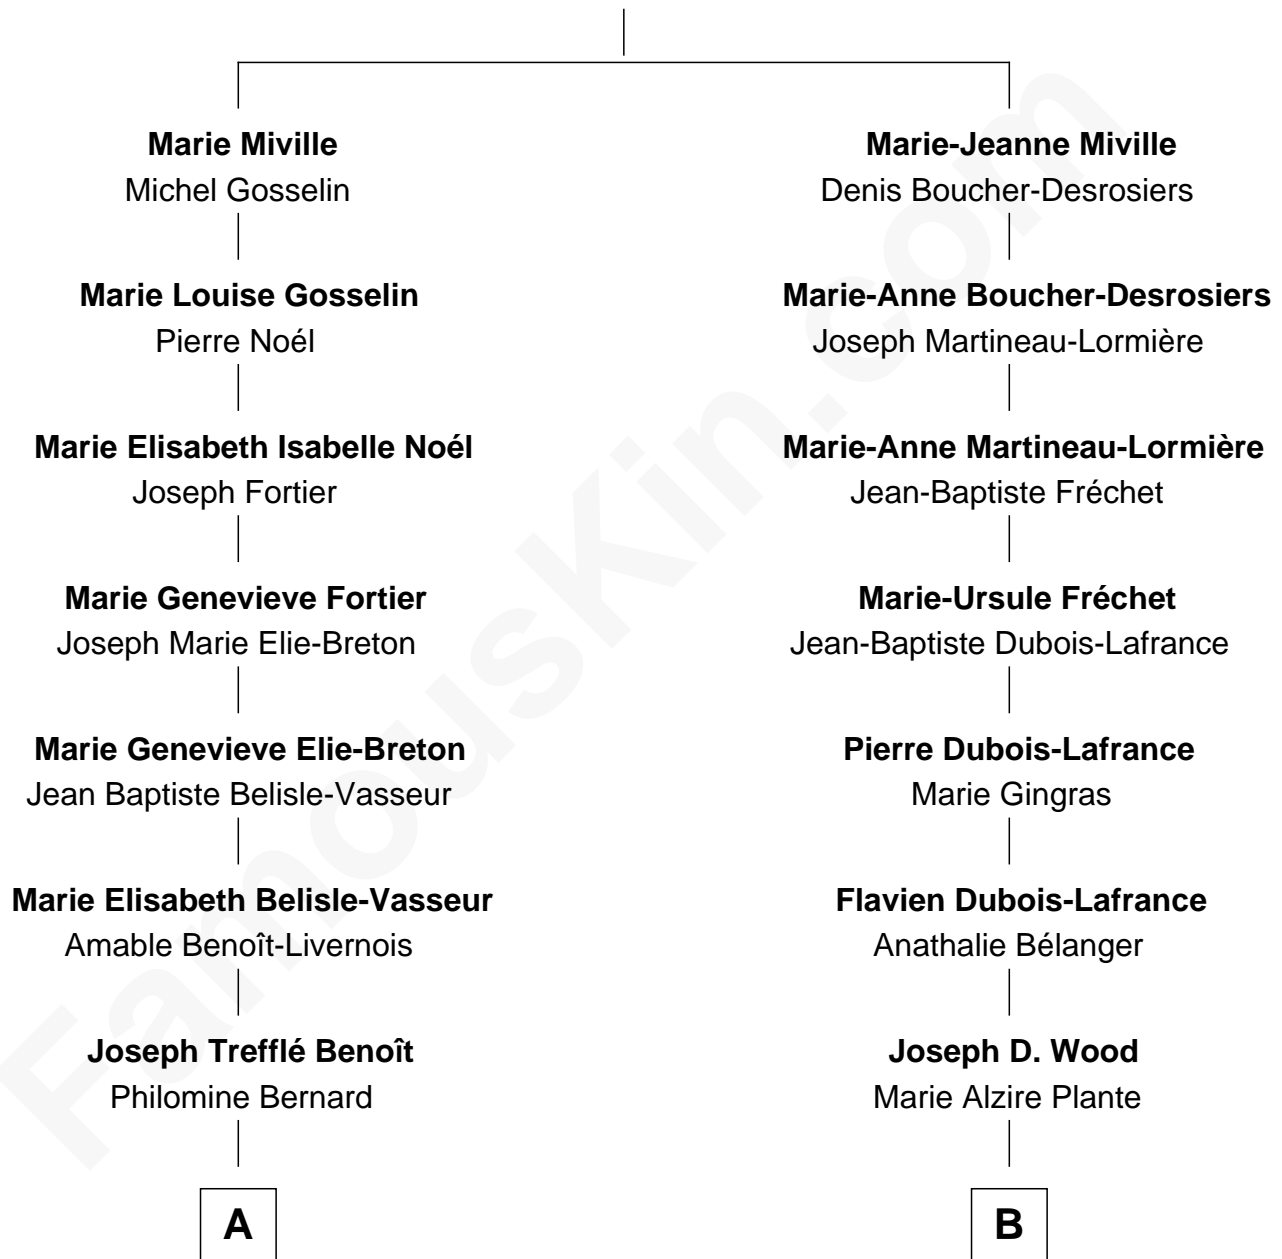 Marie Miville
Michel Gosselin
Marie Louise Gosselin
Pierre Noél
Marie Elisabeth Isabelle Noél
Joseph Fortier
Marie Genevieve Fortier
Joseph Marie Elie-Breton
Marie Genevieve Elie-Breton
Jean Baptiste Belisle-Vasseur
Marie Elisabeth Belisle-Vasseur
Amable Benoît-Livernois
Joseph Trefflé Benoît
Philomine Bernard
A
Marie-Jeanne Miville
Denis Boucher-Desrosiers
Marie-Anne Boucher-Desrosiers
Joseph Martineau-Lormière
Marie-Anne Martineau-Lormière
Jean-Baptiste Fréchet
Marie-Ursule Fréchet
Jean-Baptiste Dubois-Lafrance
Pierre Dubois-Lafrance
Marie Gingras
Flavien Dubois-Lafrance
Anathalie Bélanger
Joseph D. Wood
Marie Alzire Plante
B
FamousKin.com